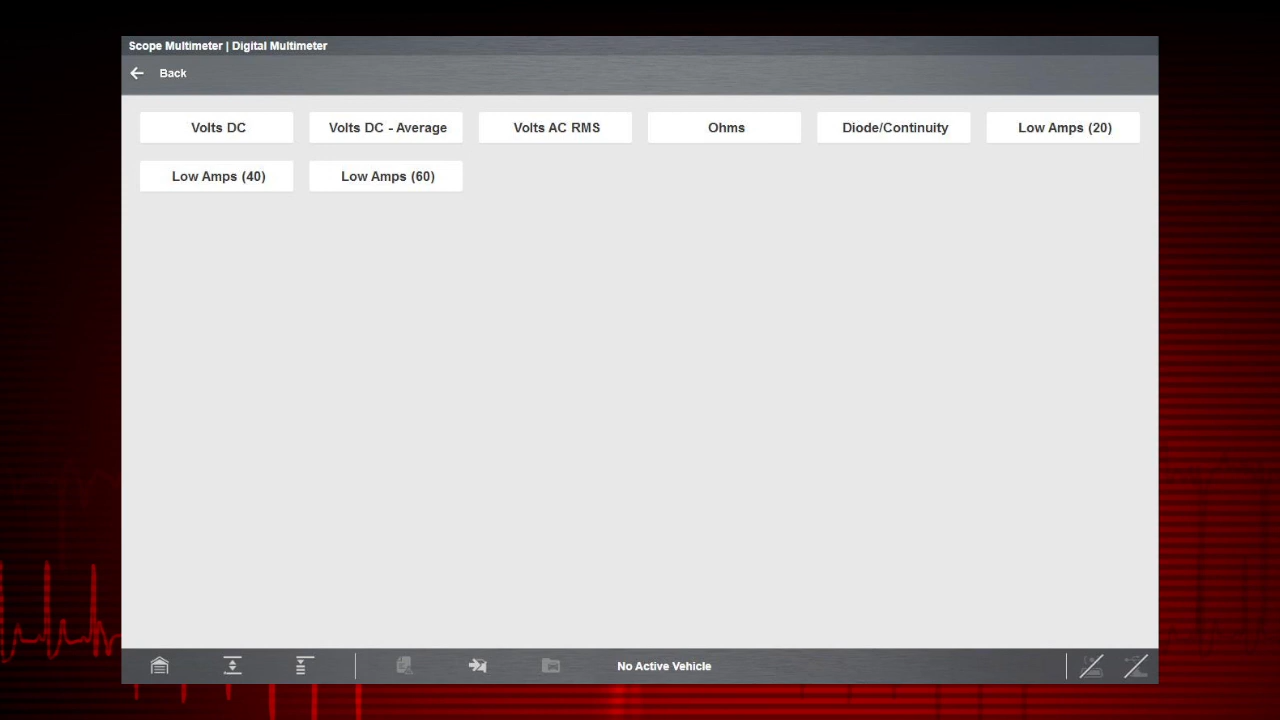 Scope Multimeter | Digital Multimeter
Back
Volts DC
Volts DC - Average
Volts AC RMS
Ohms
Diode/Continuity
Low Amps (20)
Low Amps (40)
Low Amps (60)
No Active Vehicle